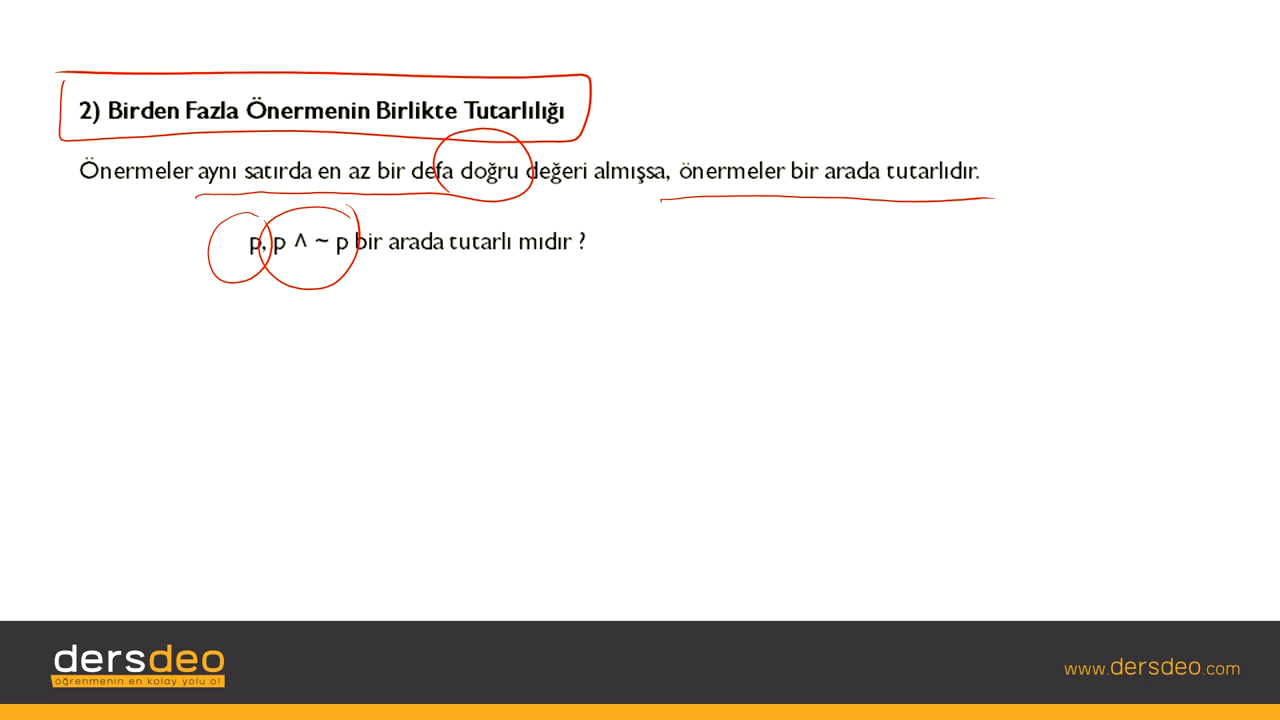 2) Birden Fazla Önermenin Birlikte Tutarlılığı
Önermeler aynı satırda en az bir defa doğru değeri almışsa, önermeler bir arada tutarlıdır.
p, p ∧ ~ p bir arada tutarlı mıdır ?
dersdeo
öğrenmenin en kolay yolu o!
www.dersdeo.com